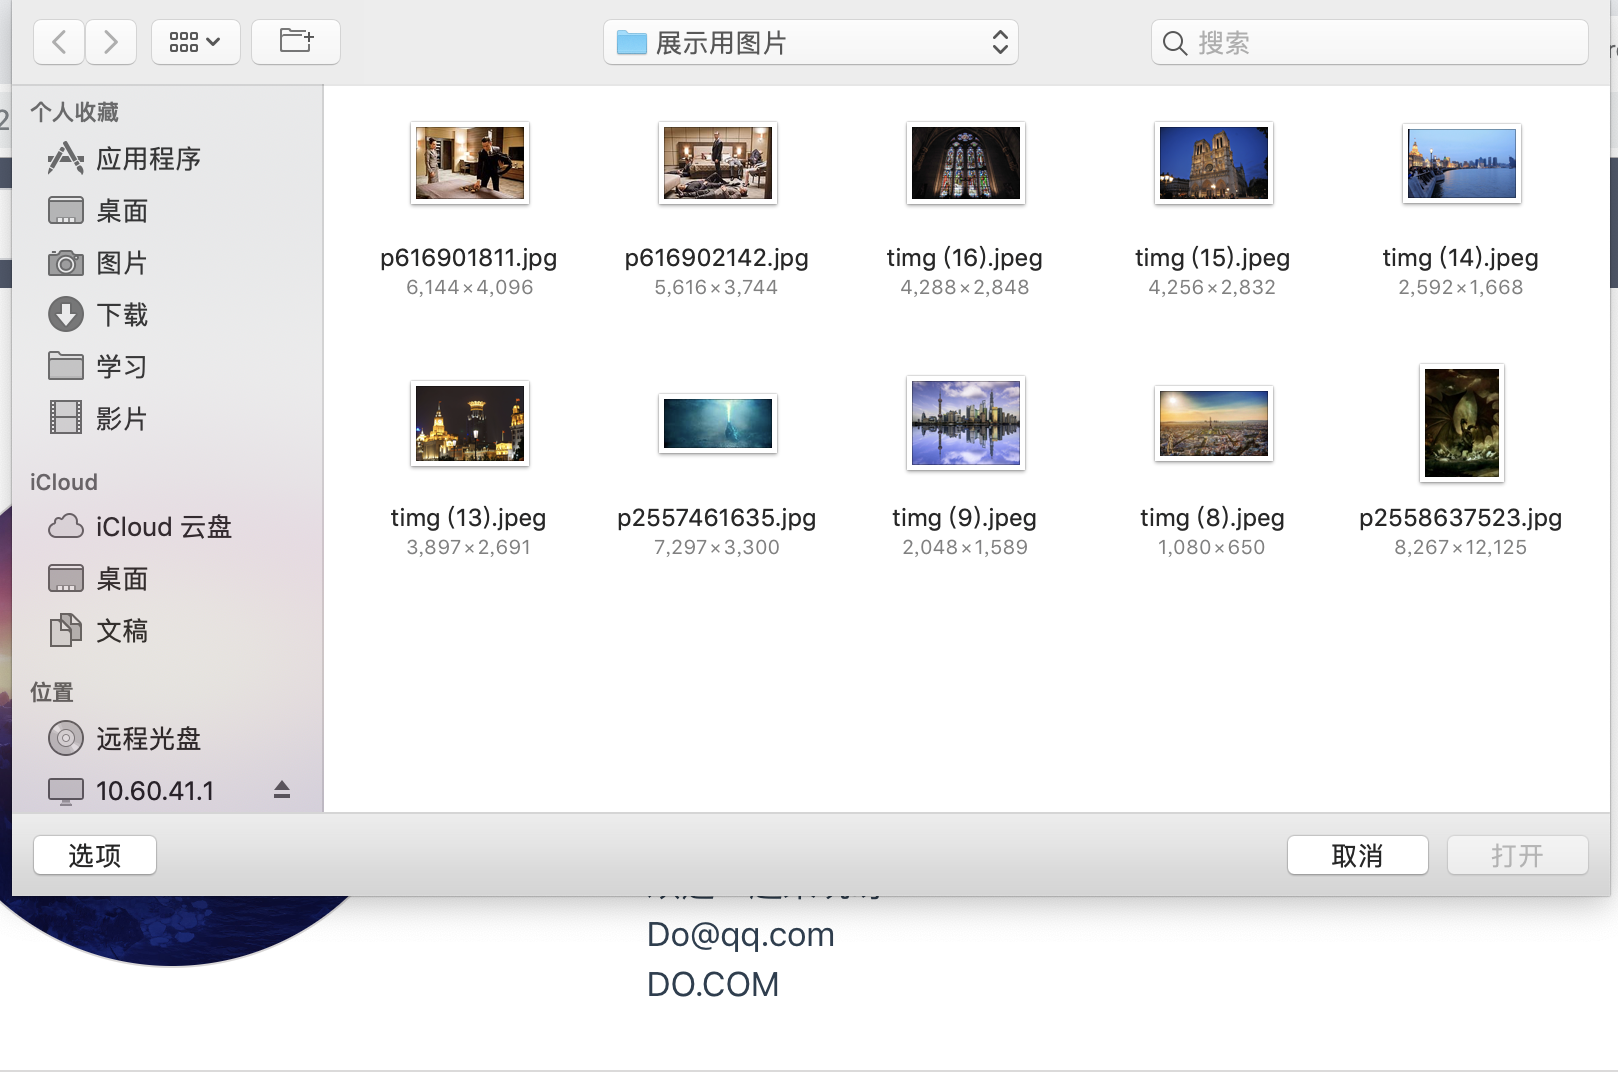 展示用图片
搜索
个人收藏
应用程序
桌面
图片
下载
学习
影片
iCloud
iCloud 云盘
桌面
文稿
位置
远程光盘
10.60.41.1
p616901811.jpg
6,144×4,096
p616902142.jpg
5,616×3,744
timg (16).jpeg
4,288×2,848
timg (15).jpeg
4,256×2,832
timg (14).jpeg
2,592×1,668
timg (13).jpeg
3,897×2,691
p2557461635.jpg
7,297×3,300
timg (9).jpeg
2,048×1,589
timg (8).jpeg
1,080×650
p2558637523.jpg
8,267×12,125
选项
取消
打开
Do@qq.com
DO.COM